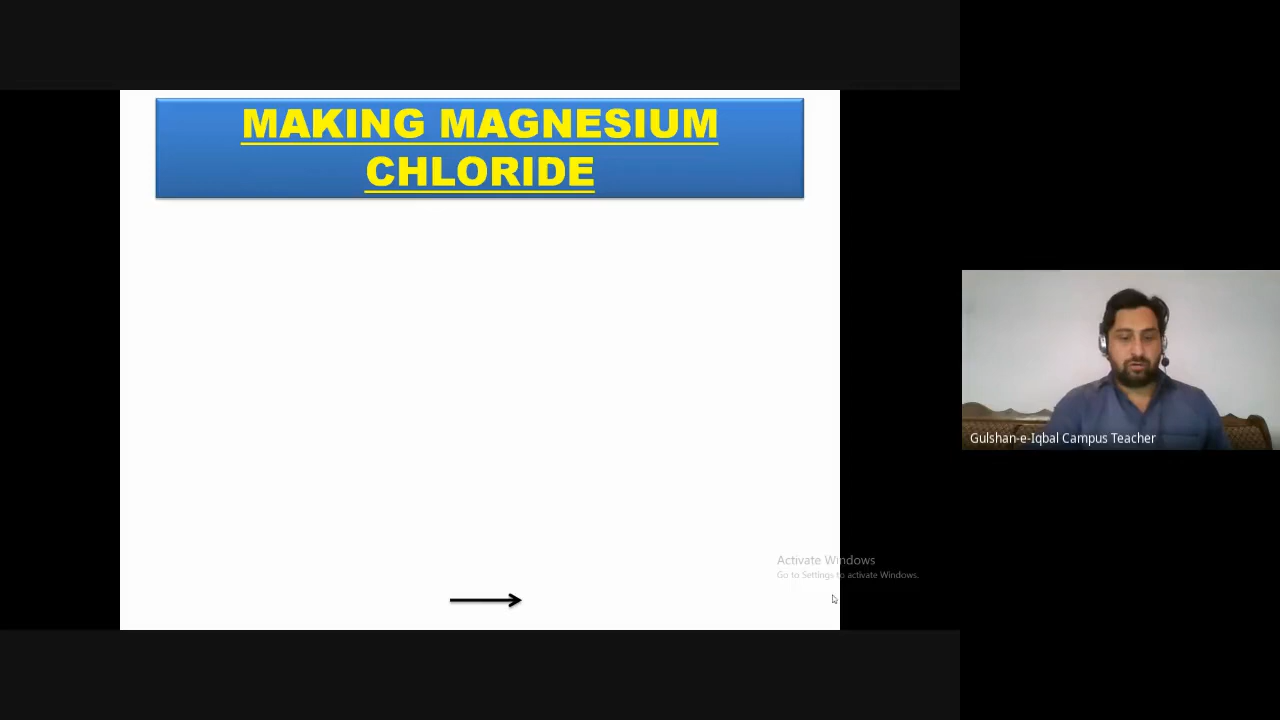 MAKING MAGNESIUM
CHLORIDE
Gulshan-e-Iqbal Campus Teacher
Activate Windows
Go to Settings to activate Windows.